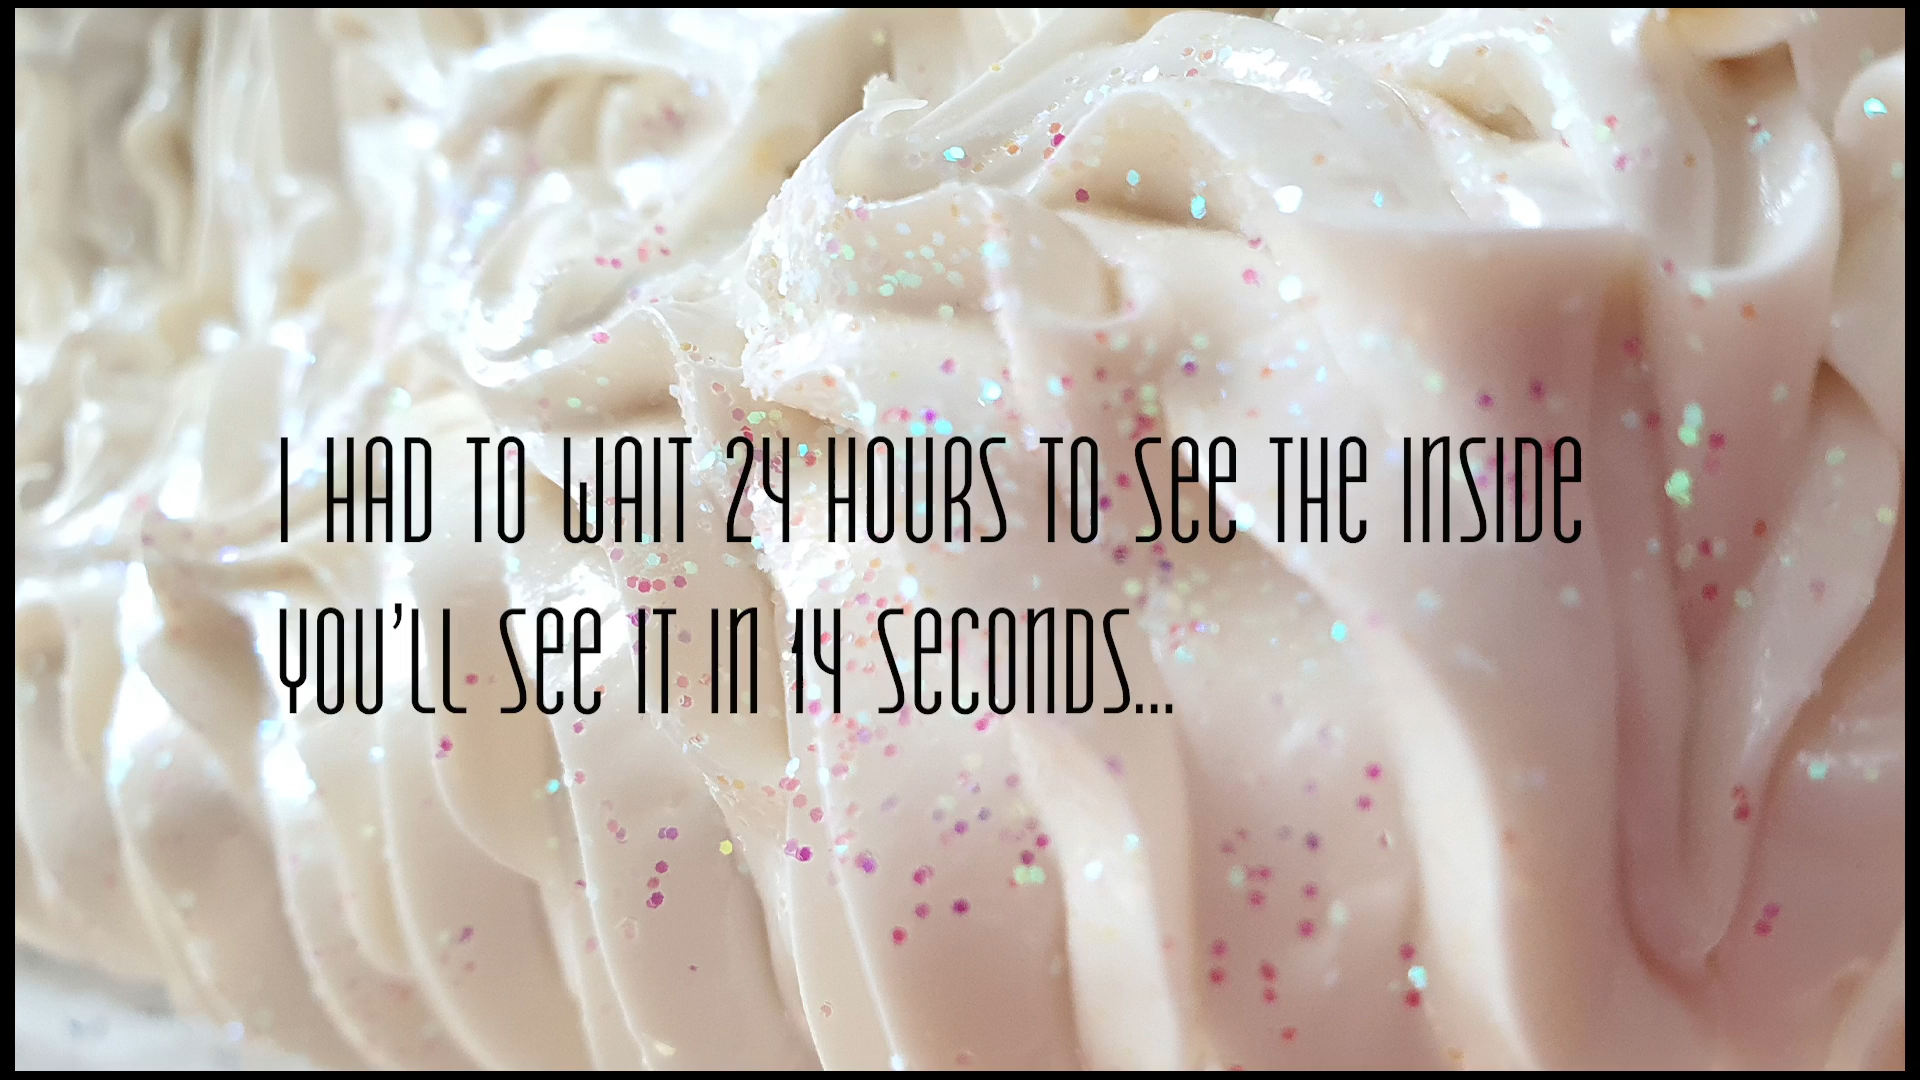 I HAD TO WAIT 24 HOURS TO See THE INSIDE
YOU'LL See IT IN 14 SeCONDS...